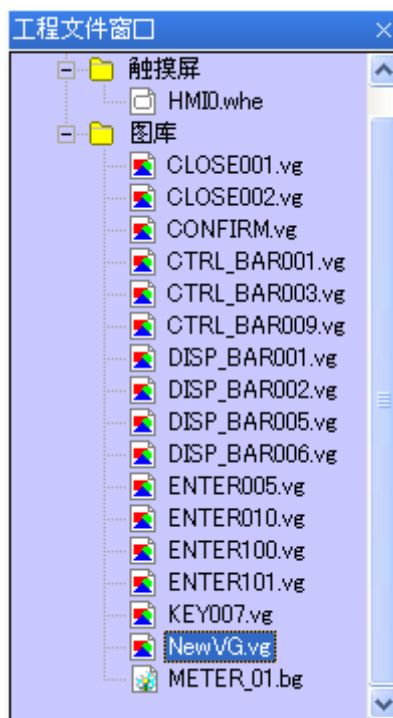 工程文件窗口
触摸屏
HMI0.whe
图库
CLOSE001.vg
CLOSE002.vg
CONFIRM.vg
CTRL_BAR001.vg
CTRL_BAR003.vg
CTRL_BAR009.vg
DISP_BAR001.vg
DISP_BAR002.vg
DISP_BAR005.vg
DISP_BAR006.vg
ENTER005.vg
ENTER010.vg
ENTER100.vg
ENTER101.vg
KEY007.vg
NewVG.vg
METER_01.bg